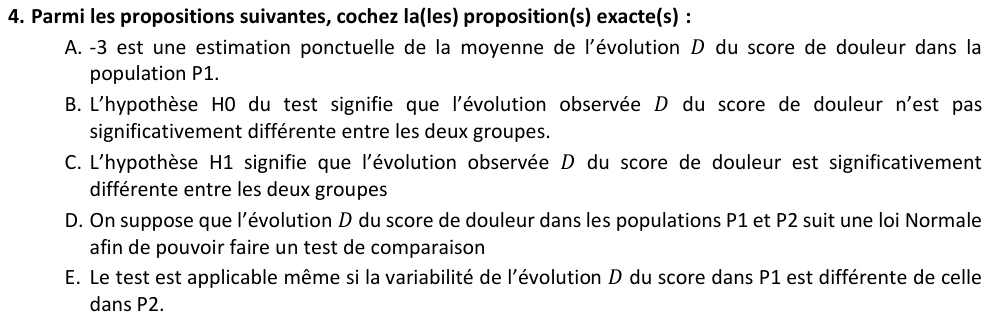 4. Parmi les propositions suivantes, cochez la(les) proposition(s) exacte(s) :
A. -3 est une estimation ponctuelle de la moyenne de l’évolution D du score de douleur dans la
population P1.
B. L’hypothèse H0 du test signifie que l’évolution observée D du score de douleur n’est pas
significativement différente entre les deux groupes.
C. L’hypothèse H1 signifie que l’évolution observée D du score de douleur est significativement
différente entre les deux groupes
D. On suppose que l’évolution D du score de douleur dans les populations P1 et P2 suit une loi Normale
afin de pouvoir faire un test de comparaison
E. Le test est applicable même si la variabilité de l’évolution D du score dans P1 est différente de celle
dans P2.